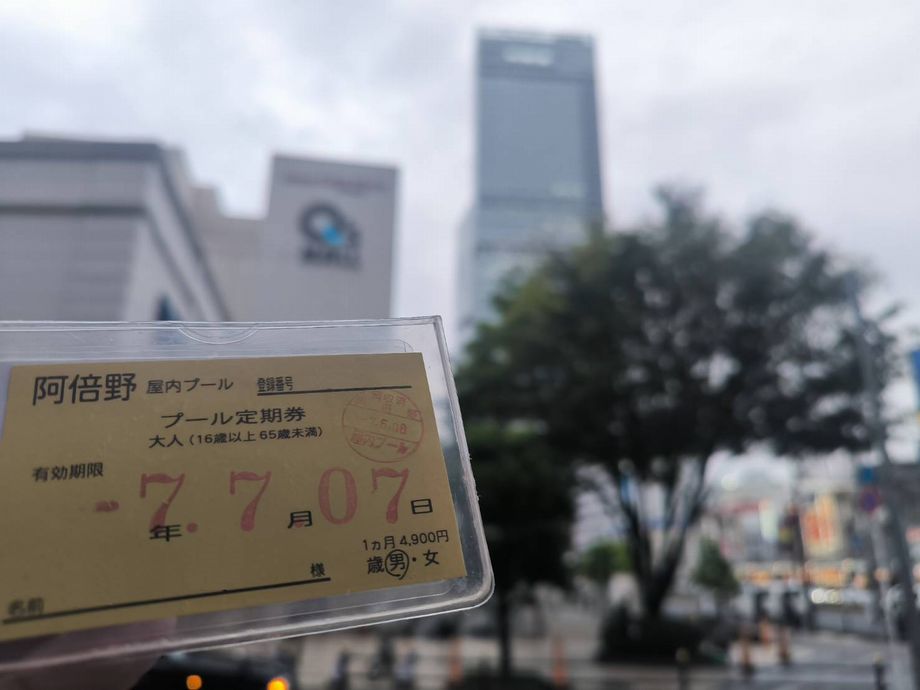 阿倍野 屋内プール 登録番号
プール定期券
大人(16歳以上65歳未満)
有効期限
-7.7.07
年 月 日
1ヵ月4,900円
様 歳 男・女
名前